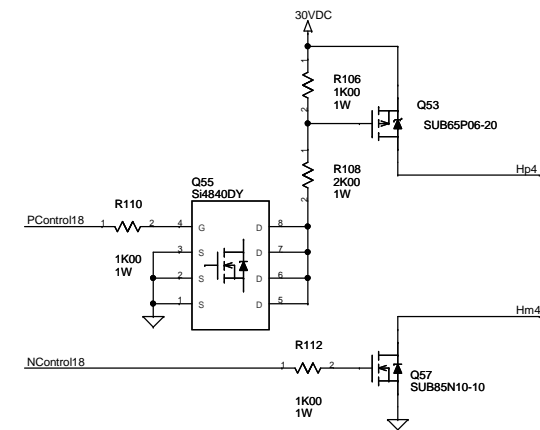 30VDC
1
R106
1K00
1W
2
Q53
SUB65P06-20
1
R108
2K00
1W
2
Hp4
Q55
Si4840DY
R110
PControl18
1
2
4
G
D
8
1K00
1W
3
S
D
7
2
S
D
6
1
S
D
5
Hm4
R112
NControl18
1
2
Q57
SUB85N10-10
1K00
1W